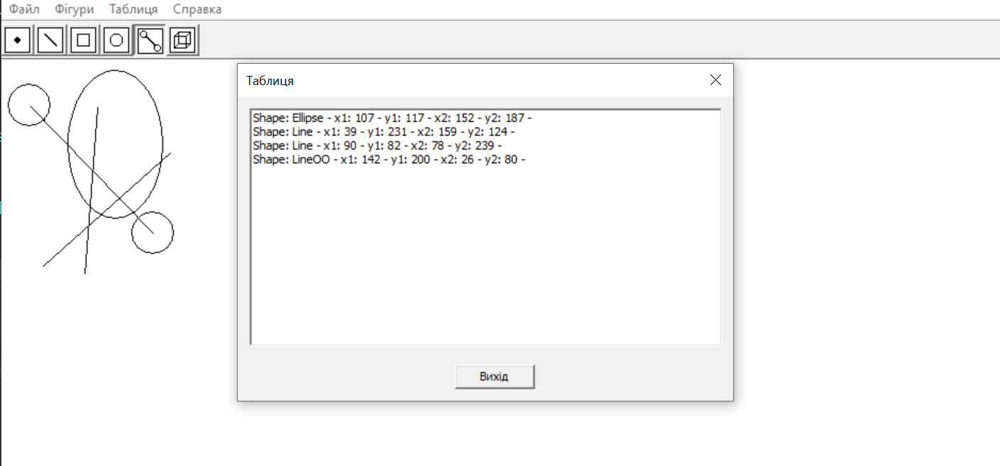 Файл Фігури Таблиця Справка
Таблиця
Shape: Ellipse - x1: 107 - y1: 117 - x2: 152 - y2: 187 -
Shape: Line - x1: 39 - y1: 231 - x2: 159 - y2: 124 -
Shape: Line - x1: 90 - y1: 82 - x2: 78 - y2: 239 -
Shape: LineOO - x1: 142 - y1: 200 - x2: 26 - y2: 80 -
Вихід